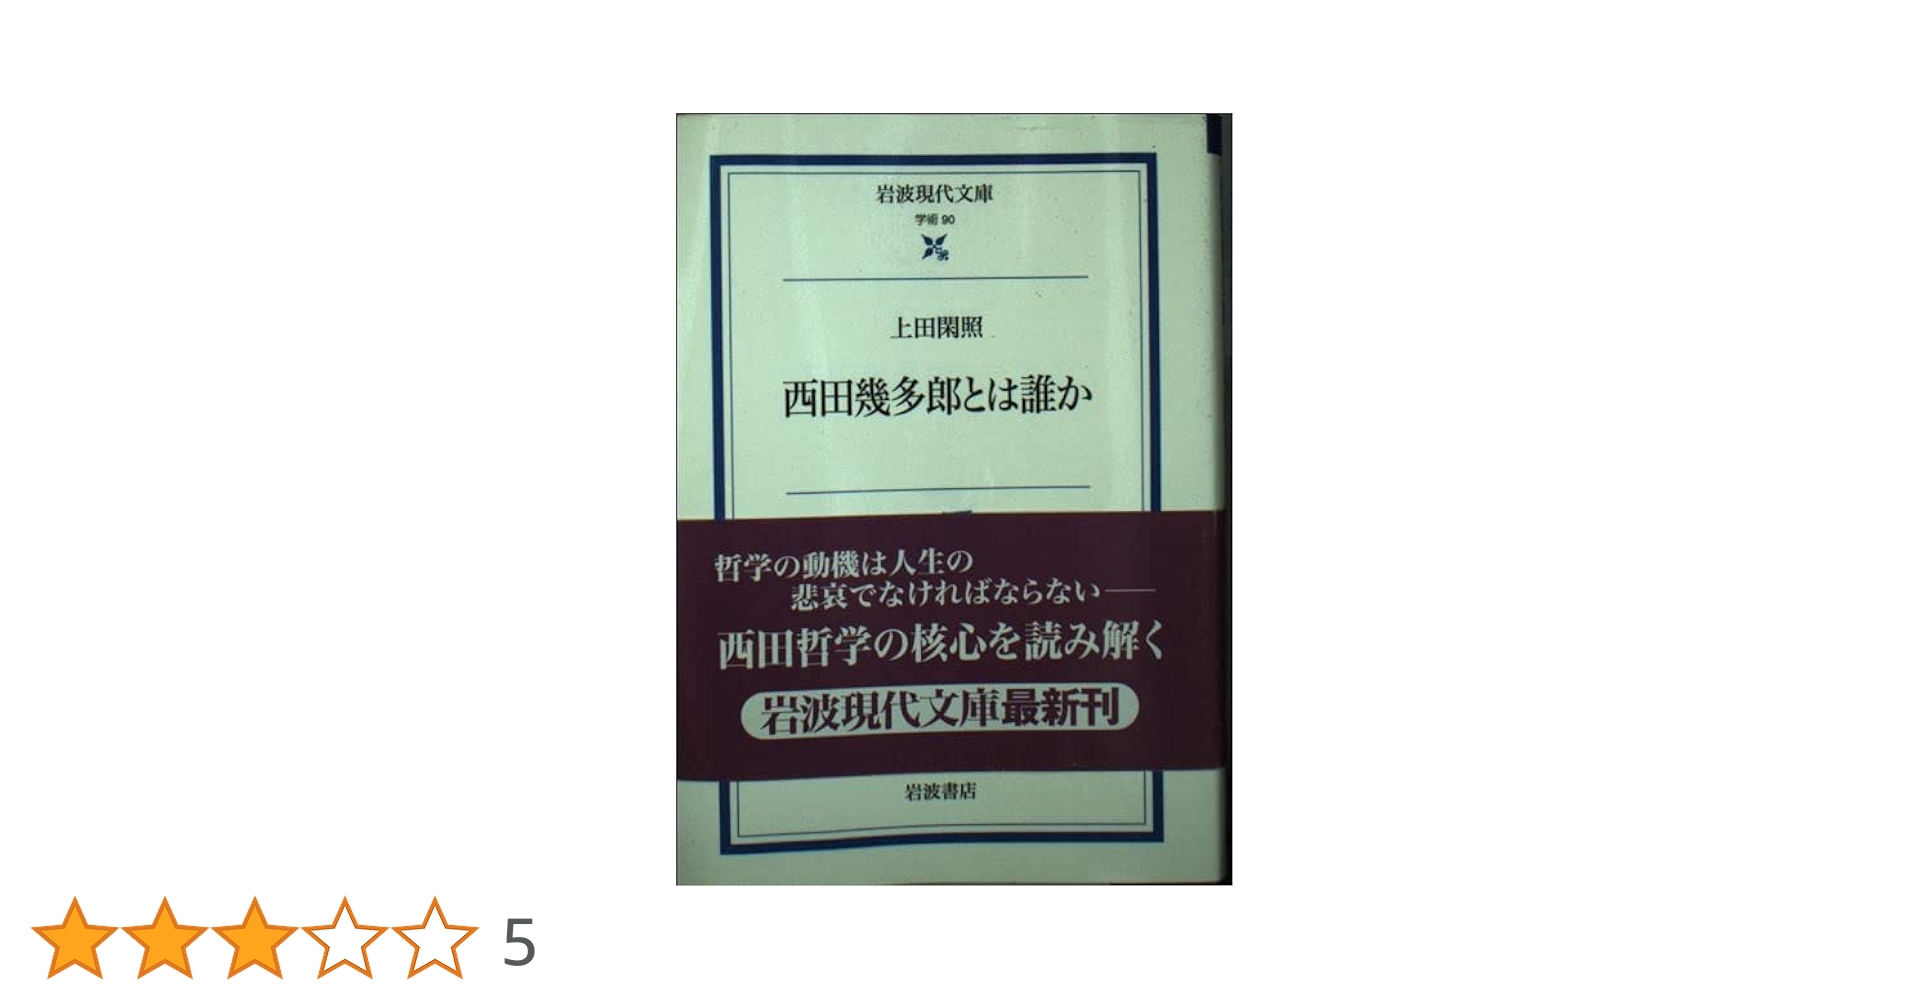 岩波現代文庫
学術 90
上田閑照
西田幾多郎とは誰か
哲学の動機は人生の
悲哀でなければならない──
西田哲学の核心を読み解く
岩波現代文庫最新刊
岩波書店
5